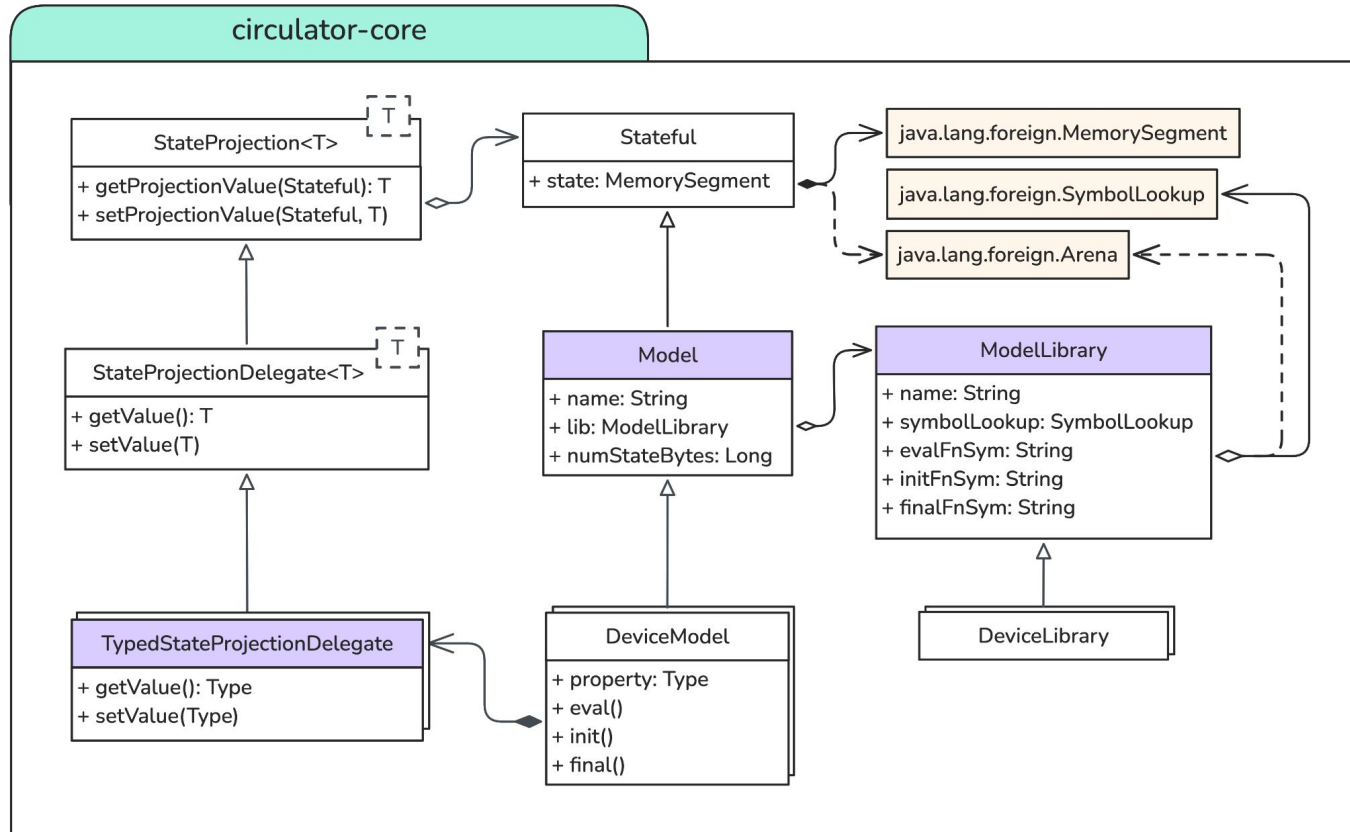 circulator-core
T
StateProjection<T>
+ getProjectionValue(Stateful): T
+ setProjectionValue(Stateful, T)
Stateful
+ state: MemorySegment
java.lang.foreign.MemorySegment
java.lang.foreign.SymbolLookup
java.lang.foreign.Arena
T
StateProjectionDelegate<T>
+ getValue(): T
+ setValue(T)
Model
+ name: String
+ lib: ModelLibrary
+ numStateBytes: Long
ModelLibrary
+ name: String
+ symbolLookup: SymbolLookup
+ evalFnSym: String
+ initFnSym: String
+ finalFnSym: String
TypedStateProjectionDelegate
+ getValue(): Type
+ setValue(Type)
DeviceModel
+ property: Type
+ eval()
+ init()
+ final()
DeviceLibrary